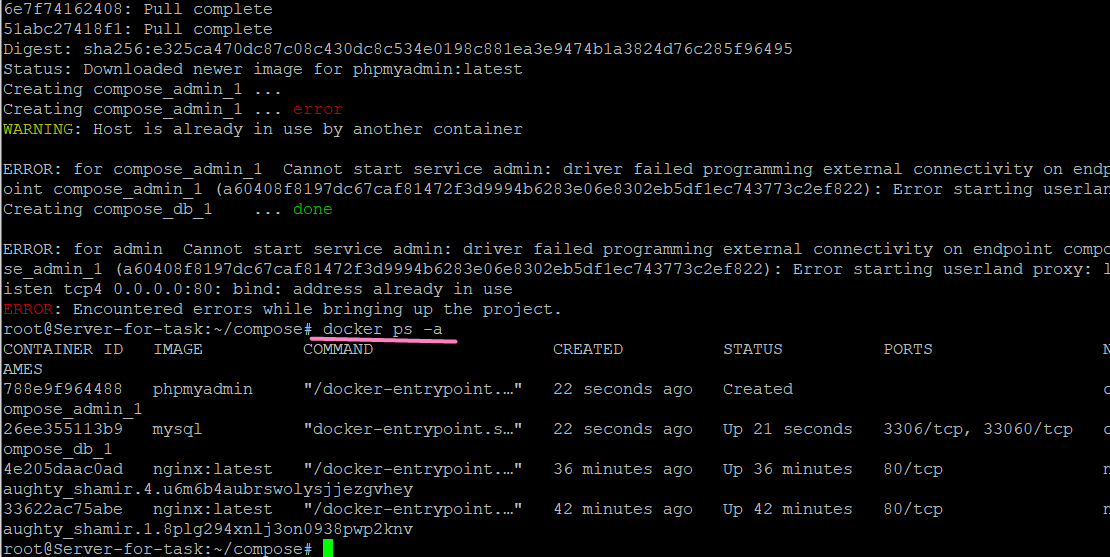 6e7f74162408: Pull complete
51abc27418f1: Pull complete
Digest: sha256:e325ca470dc87c08c430dc8c534e0198c881ea3e9474b1a3824d76c285f96495
Status: Downloaded newer image for phpmyadmin:latest
Creating compose_admin_1 ...
Creating compose_admin_1 ... error
WARNING: Host is already in use by another container
ERROR: for compose_admin_1  Cannot start service admin: driver failed programming external connectivity on endp
oint compose_admin_1 (a60408f8197dc67caf81472f3d9994b6283e06e8302eb5df1ec743773c2ef822): Error starting userlan
Creating compose_db_1    ... done
ERROR: for admin  Cannot start service admin: driver failed programming external connectivity on endpoint compo
se_admin_1 (a60408f8197dc67caf81472f3d9994b6283e06e8302eb5df1ec743773c2ef822): Error starting userland proxy: l
isten tcp4 0.0.0.0:80: bind: address already in use
ERROR: Encountered errors while bringing up the project.
root@Server-for-task:~/compose# docker ps -a
CONTAINER ID   IMAGE          COMMAND                  CREATED          STATUS          PORTS                 N
AMES
788e9f964488   phpmyadmin     "/docker-entrypoint.…"   22 seconds ago   Created                               c
ompose_admin_1
26ee355113b9   mysql          "docker-entrypoint.s…"   22 seconds ago   Up 21 seconds   3306/tcp, 33060/tcp   c
ompose_db_1
4e205daac0ad   nginx:latest   "/docker-entrypoint.…"   36 minutes ago   Up 36 minutes   80/tcp                n
aughty_shamir.4.u6m6b4aubrswolysjjezgvhey
33622ac75abe   nginx:latest   "/docker-entrypoint.…"   42 minutes ago   Up 42 minutes   80/tcp                n
aughty_shamir.1.8plg294xnlj3on0938pwp2knv
root@Server-for-task:~/compose#